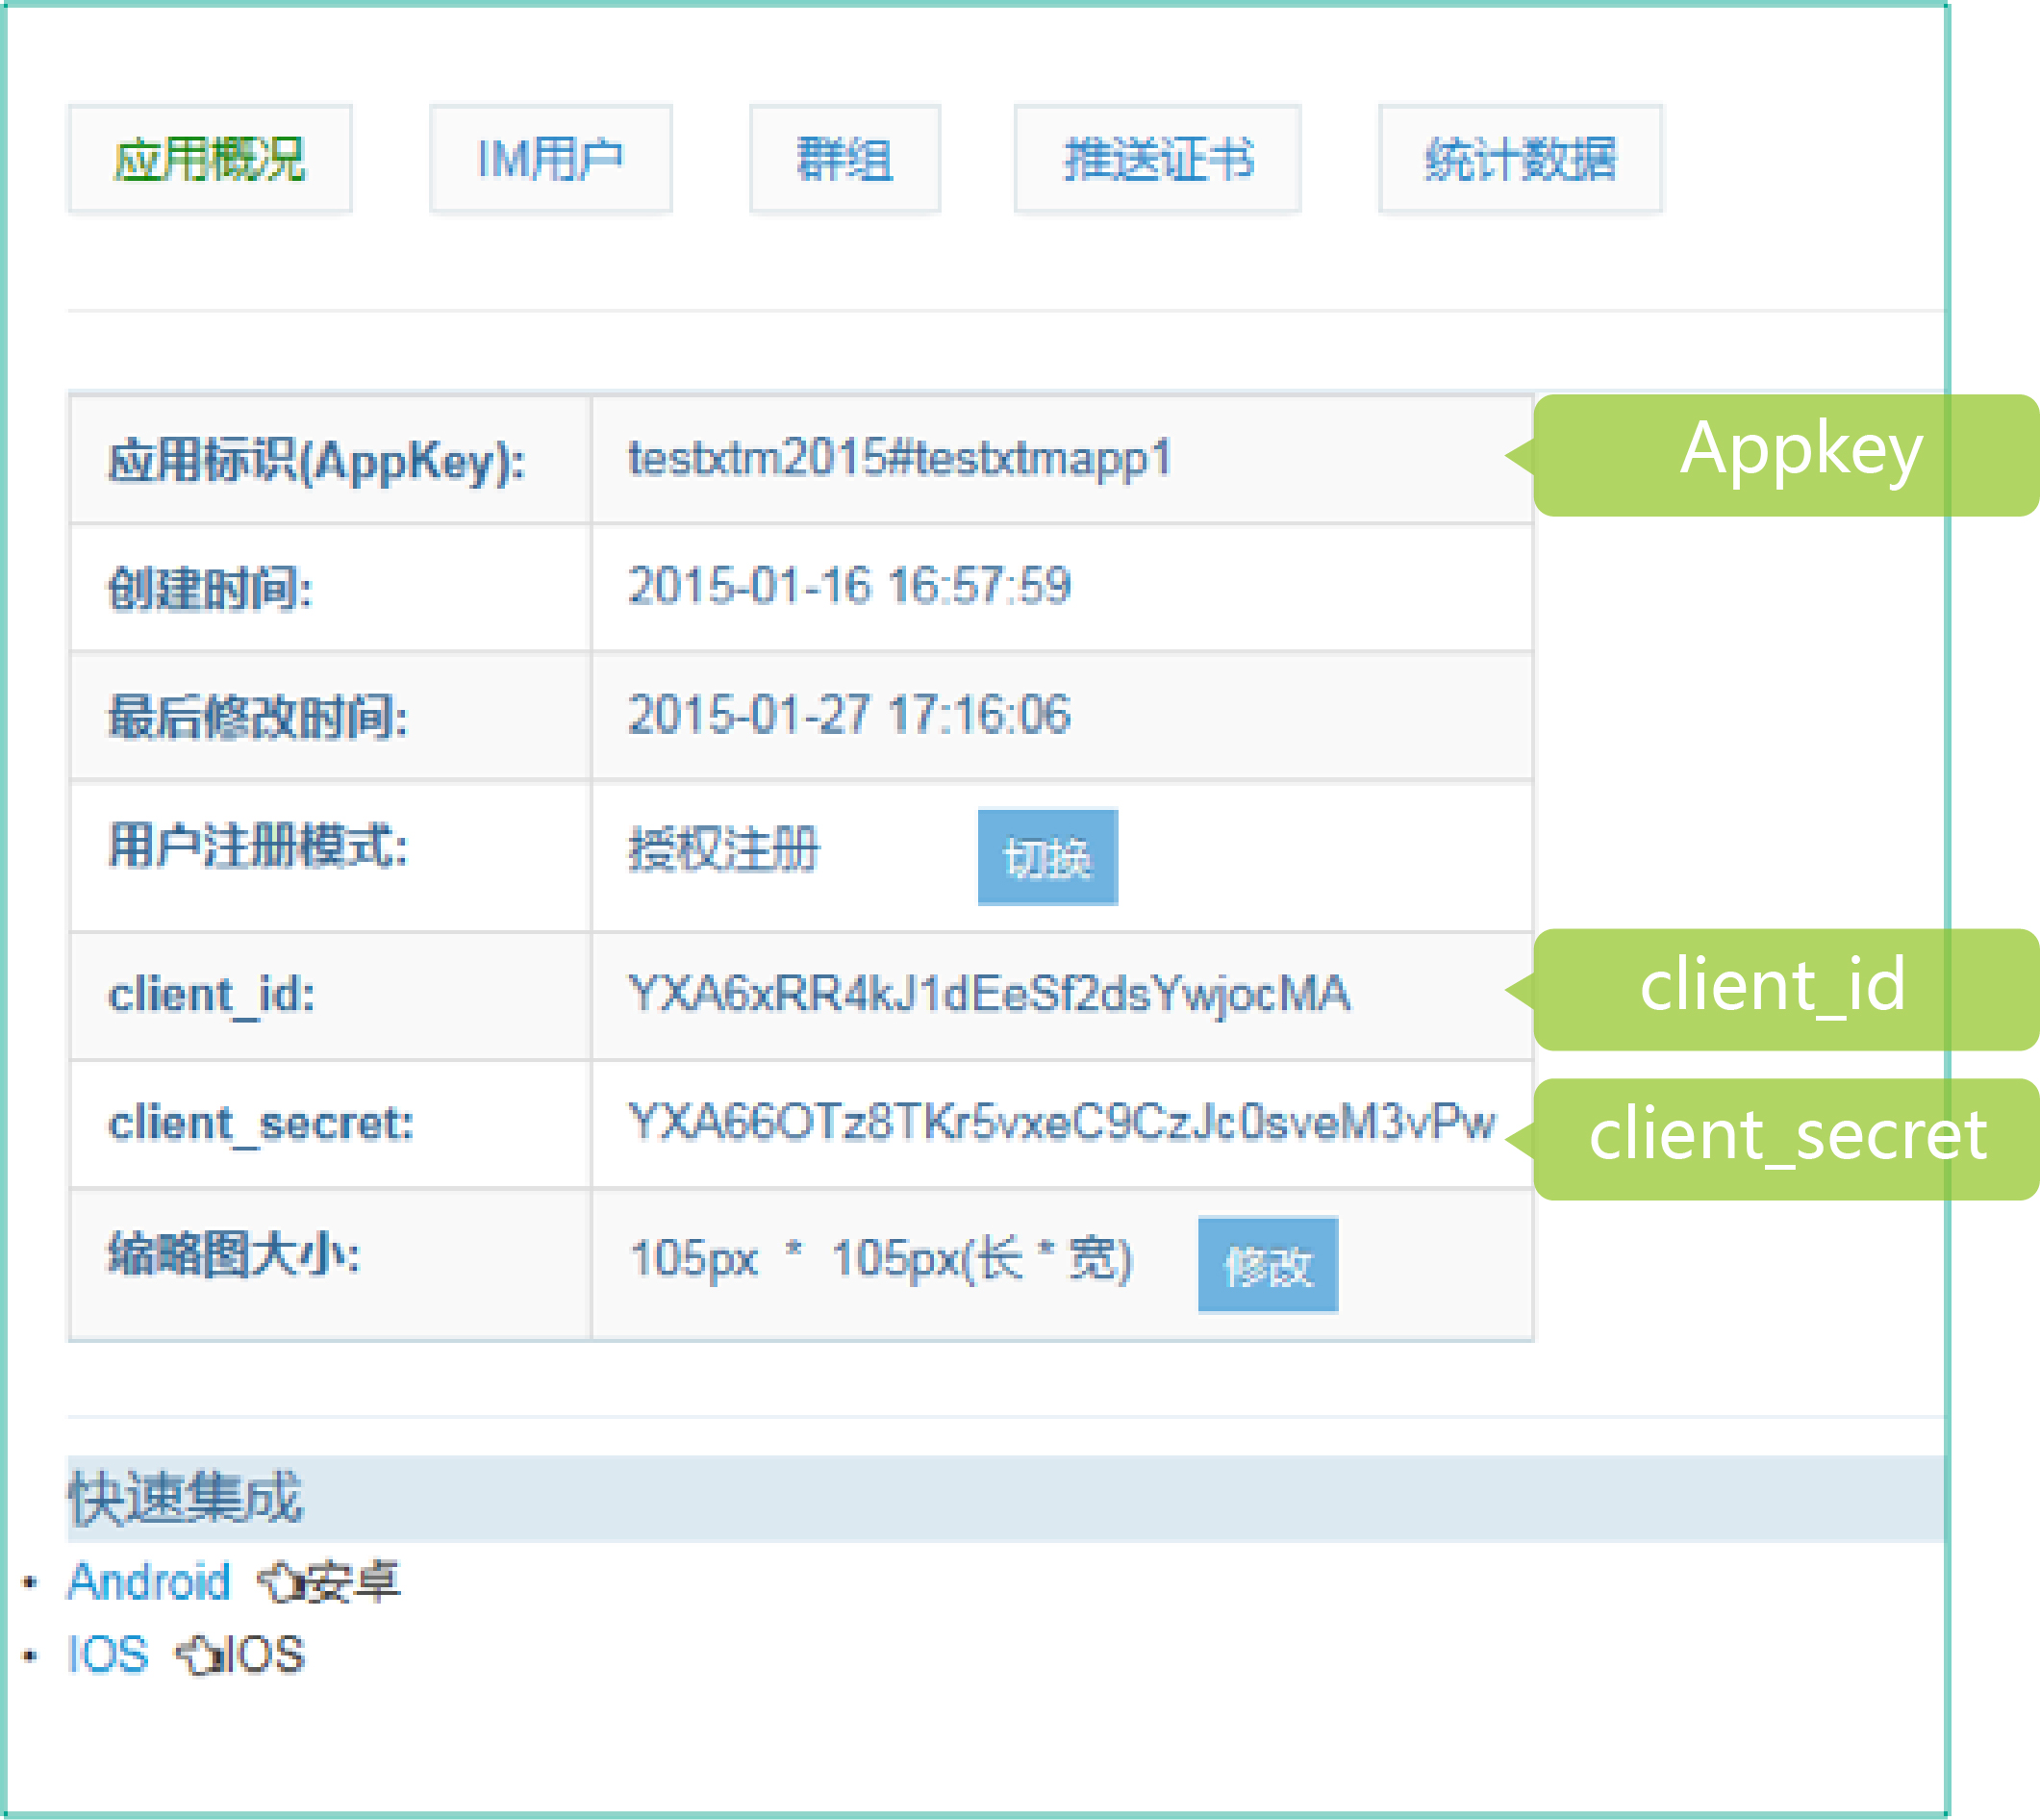 应用概况 IM用户 群组 推送证书 统计数据
应用标识(AppKey): testxtm2015#testxtmapp1 Appkey
创建时间: 2015-01-16 16:57:59
最后修改时间: 2015-01-27 17:16:06
用户注册模式: 授权注册 切换
client_id: YXA6xRR4kJ1dEeSf2dsYwjocMA client_id
client_secret: YXA66OTz8TKr5vxeC9CzJc0sveM3vPw client_secret
缩略图大小: 105px * 105px(长 * 宽) 修改
快速集成
• Android 安卓
• IOS IOS